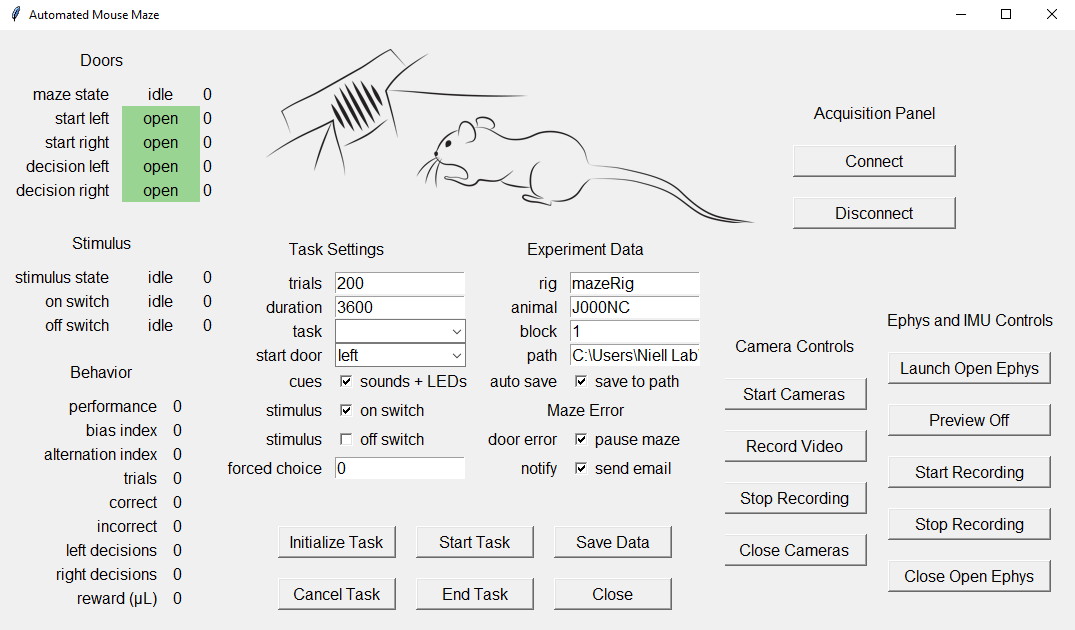 Automated Mouse Maze
Doors
maze state idle 0
start left open 0
start right open 0
decision left open 0
decision right open 0
Stimulus
stimulus state idle 0
on switch idle 0
off switch idle 0
Behavior
performance 0
bias index 0
alternation index 0
trials 0
correct 0
incorrect 0
left decisions 0
right decisions 0
reward (µL) 0
Task Settings
trials 200
duration 3600
task
start door left
cues sounds + LEDs
stimulus on switch
stimulus off switch
forced choice 0
Experiment Data
rig mazeRig
animal J000NC
block 1
path C:\Users\Niell Lab
auto save save to path
Maze Error
door error pause maze
notify send email
Initialize Task Start Task Save Data
Cancel Task End Task Close
Acquisition Panel
Connect
Disconnect
Camera Controls
Start Cameras
Record Video
Stop Recording
Close Cameras
Ephys and IMU Controls
Launch Open Ephys
Preview Off
Start Recording
Stop Recording
Close Open Ephys